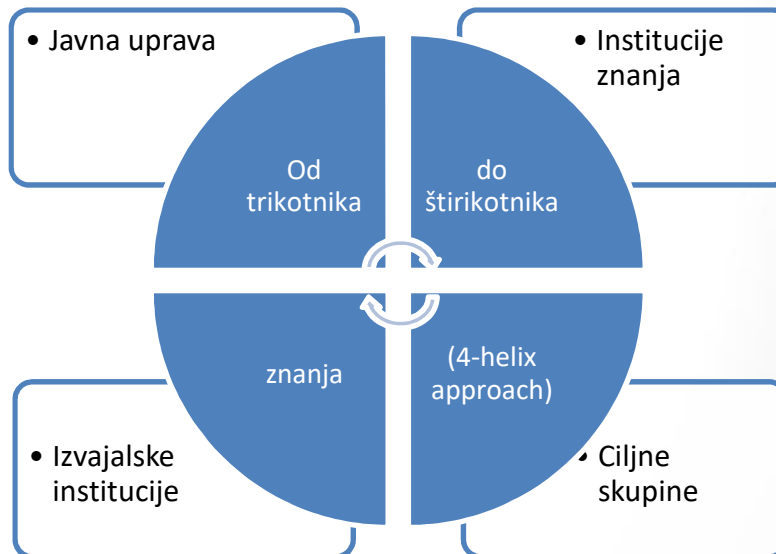 • Javna uprava
• Institucije
znanja
Od
trikotnika
do
štirikotnika
znanja
(4-helix
approach)
• Izvajalske
institucije
• Ciljne
skupine